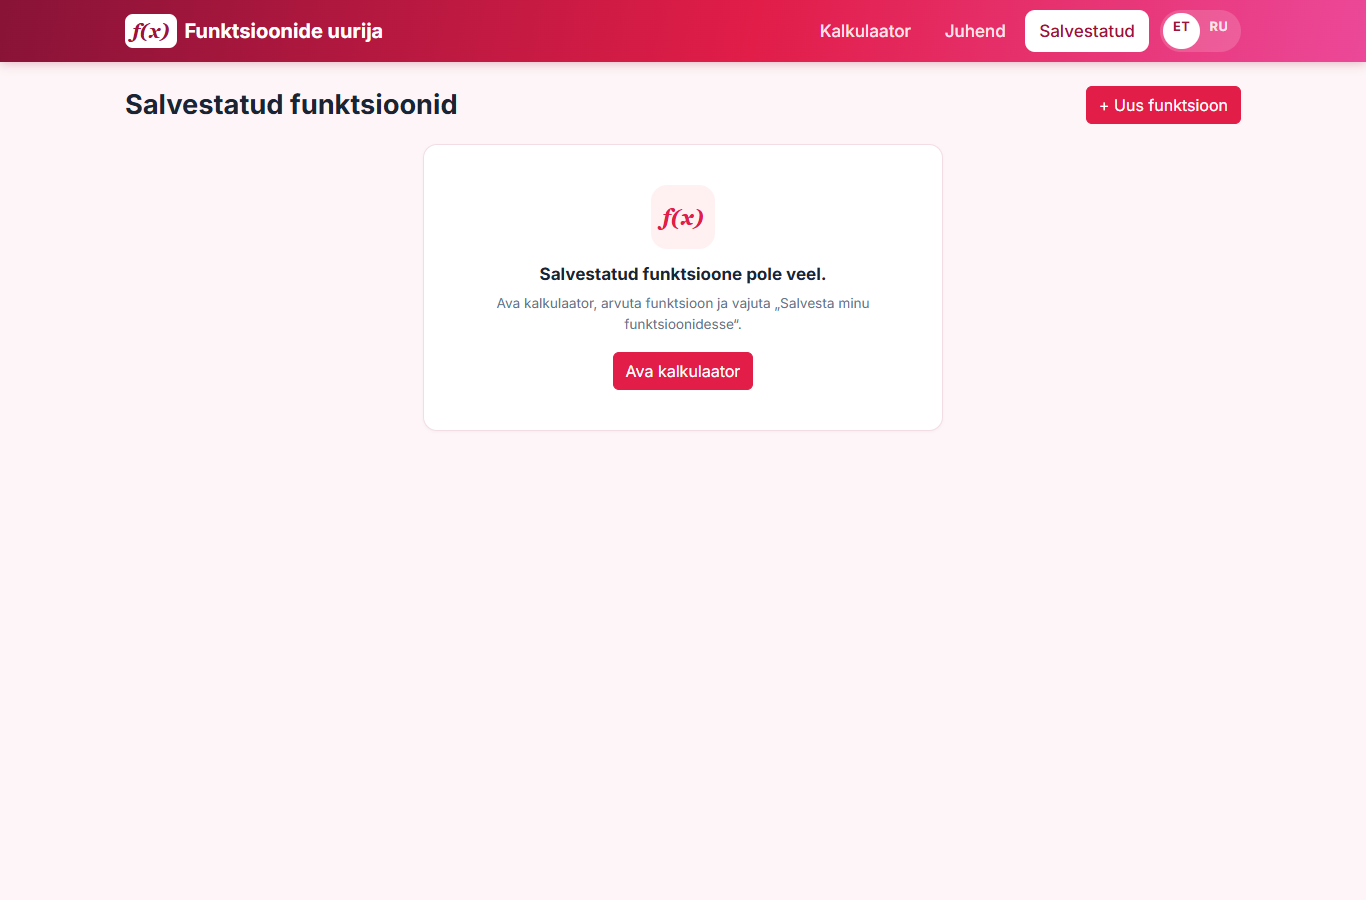 f(x) Funktsioonide uurija
Kalkulaator
Juhend
Salvestatud
ET
RU
Salvestatud funktsioonid
+ Uus funktsioon
f(x)
Salvestatud funktsioone pole veel.
Ava kalkulaator, arvuta funktsioon ja vajuta „Salvesta minu
funktsioonidesse“.
Ava kalkulaator